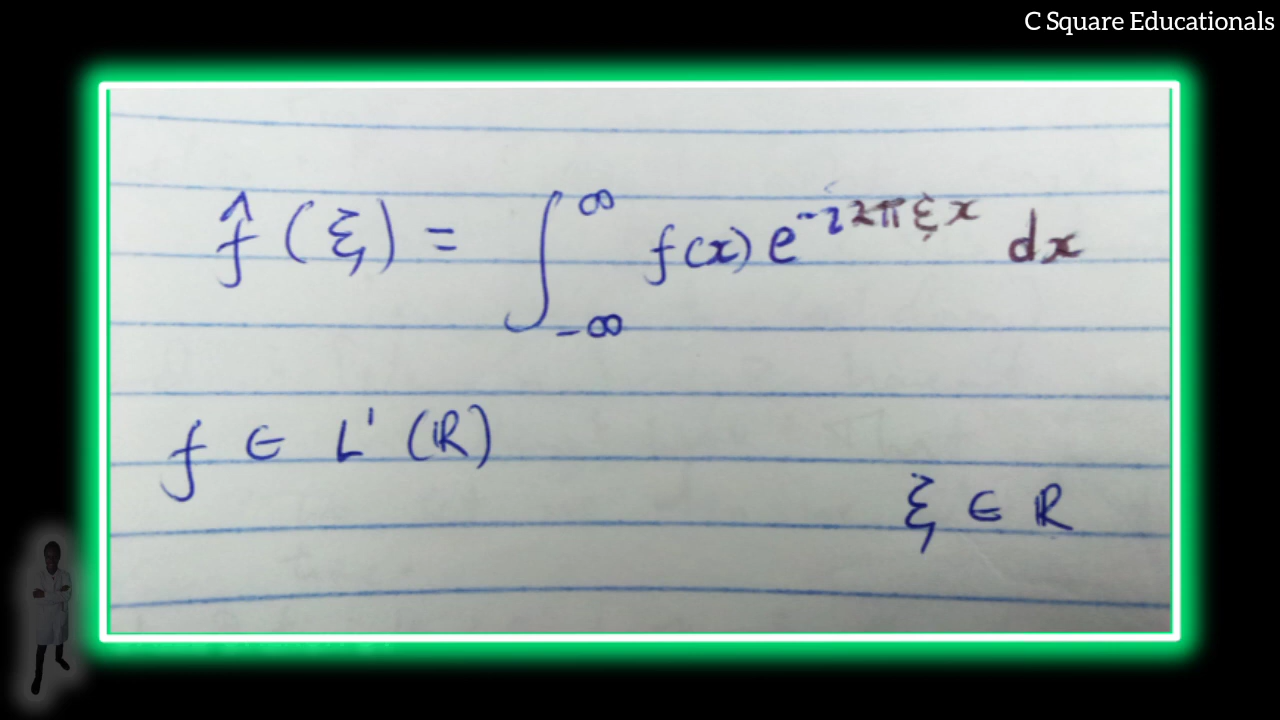 C Square Educationals
f̂(ξ) = ∫_{-∞}^{∞} f(x) e^{-i2πξx} dx
f ∈ L¹(ℝ)
ξ ∈ ℝ